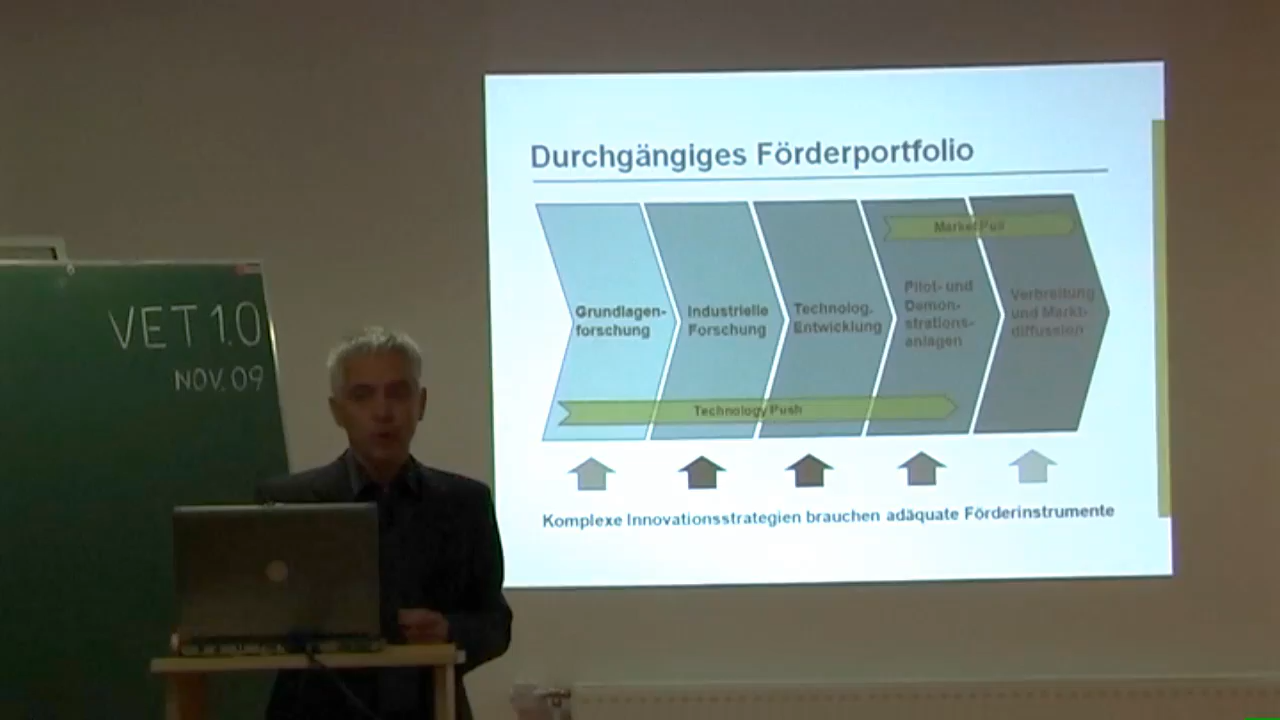 VET 1.0
NOV. 09
Durchgängiges Förderportfolio
Market Pull
Grundlagen-
forschung
Industrielle
Forschung
Technolog.
Entwicklung
Pilot- und
Demon-
strations-
anlagen
Verbreitung
und Markt-
diffussion
Technology Push
Komplexe Innovationsstrategien brauchen adäquate Förderinstrumente